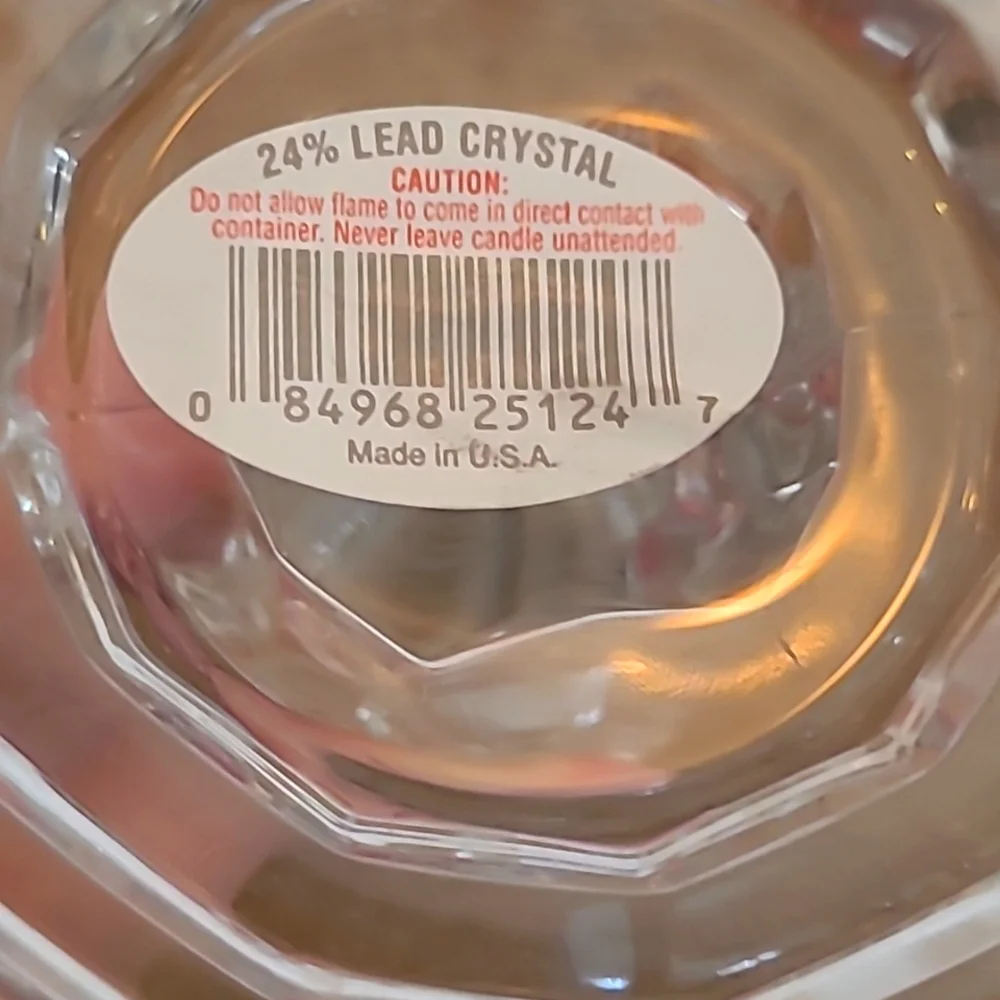 24% LEAD CRYSTAL
CAUTION:
Do not allow flame to come in direct contact with
container. Never leave candle unattended.
0 84968 25124 7
Made in U.S.A.